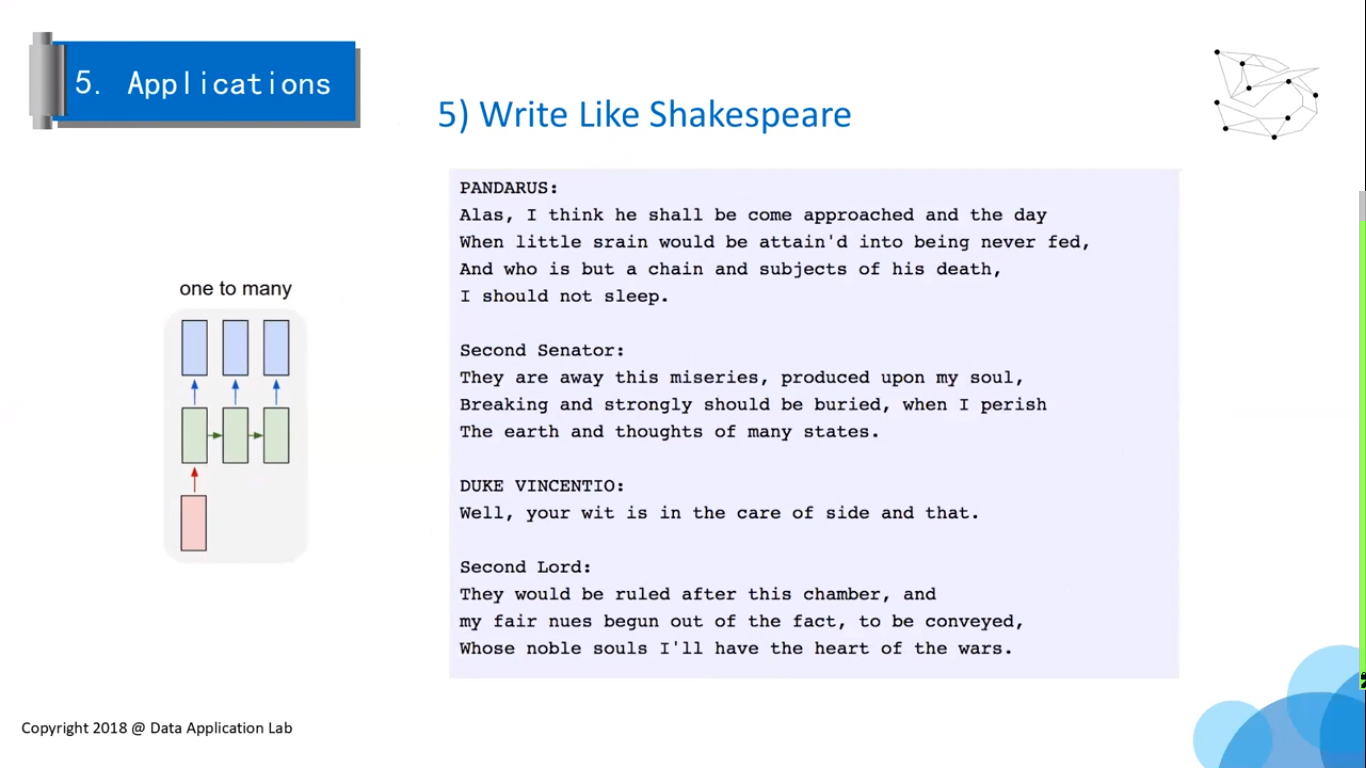 5. Applications
5) Write Like Shakespeare
one to many
PANDARUS:
Alas, I think he shall be come approached and the day
When little srain would be attain'd into being never fed,
And who is but a chain and subjects of his death,
I should not sleep.
Second Senator:
They are away this miseries, produced upon my soul,
Breaking and strongly should be buried, when I perish
The earth and thoughts of many states.
DUKE VINCENTIO:
Well, your wit is in the care of side and that.
Second Lord:
They would be ruled after this chamber, and
my fair nues begun out of the fact, to be conveyed,
Whose noble souls I'll have the heart of the wars.
Copyright 2018 @ Data Application Lab